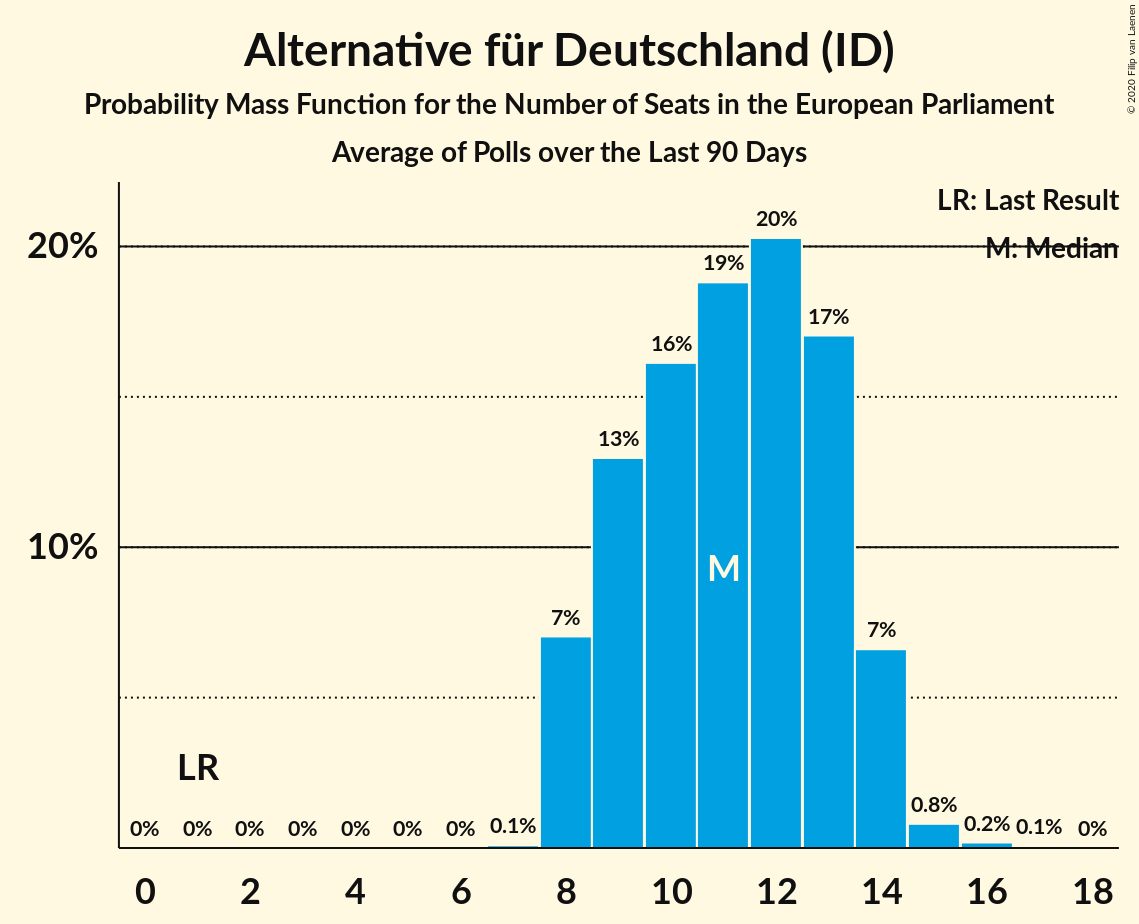 Alternative für Deutschland (ID)
Probability Mass Function for the Number of Seats in the European Parliament
Average of Polls over the Last 90 Days
© 2020 Filip van Laenen
LR: Last Result
M: Median
20%
10%
20%
19%
17%
16%
13%
M
7%
7%
LR
0% 0% 0% 0% 0% 0% 0% 0.1% 0.8% 0.2% 0.1% 0%
0 2 4 6 8 10 12 14 16 18